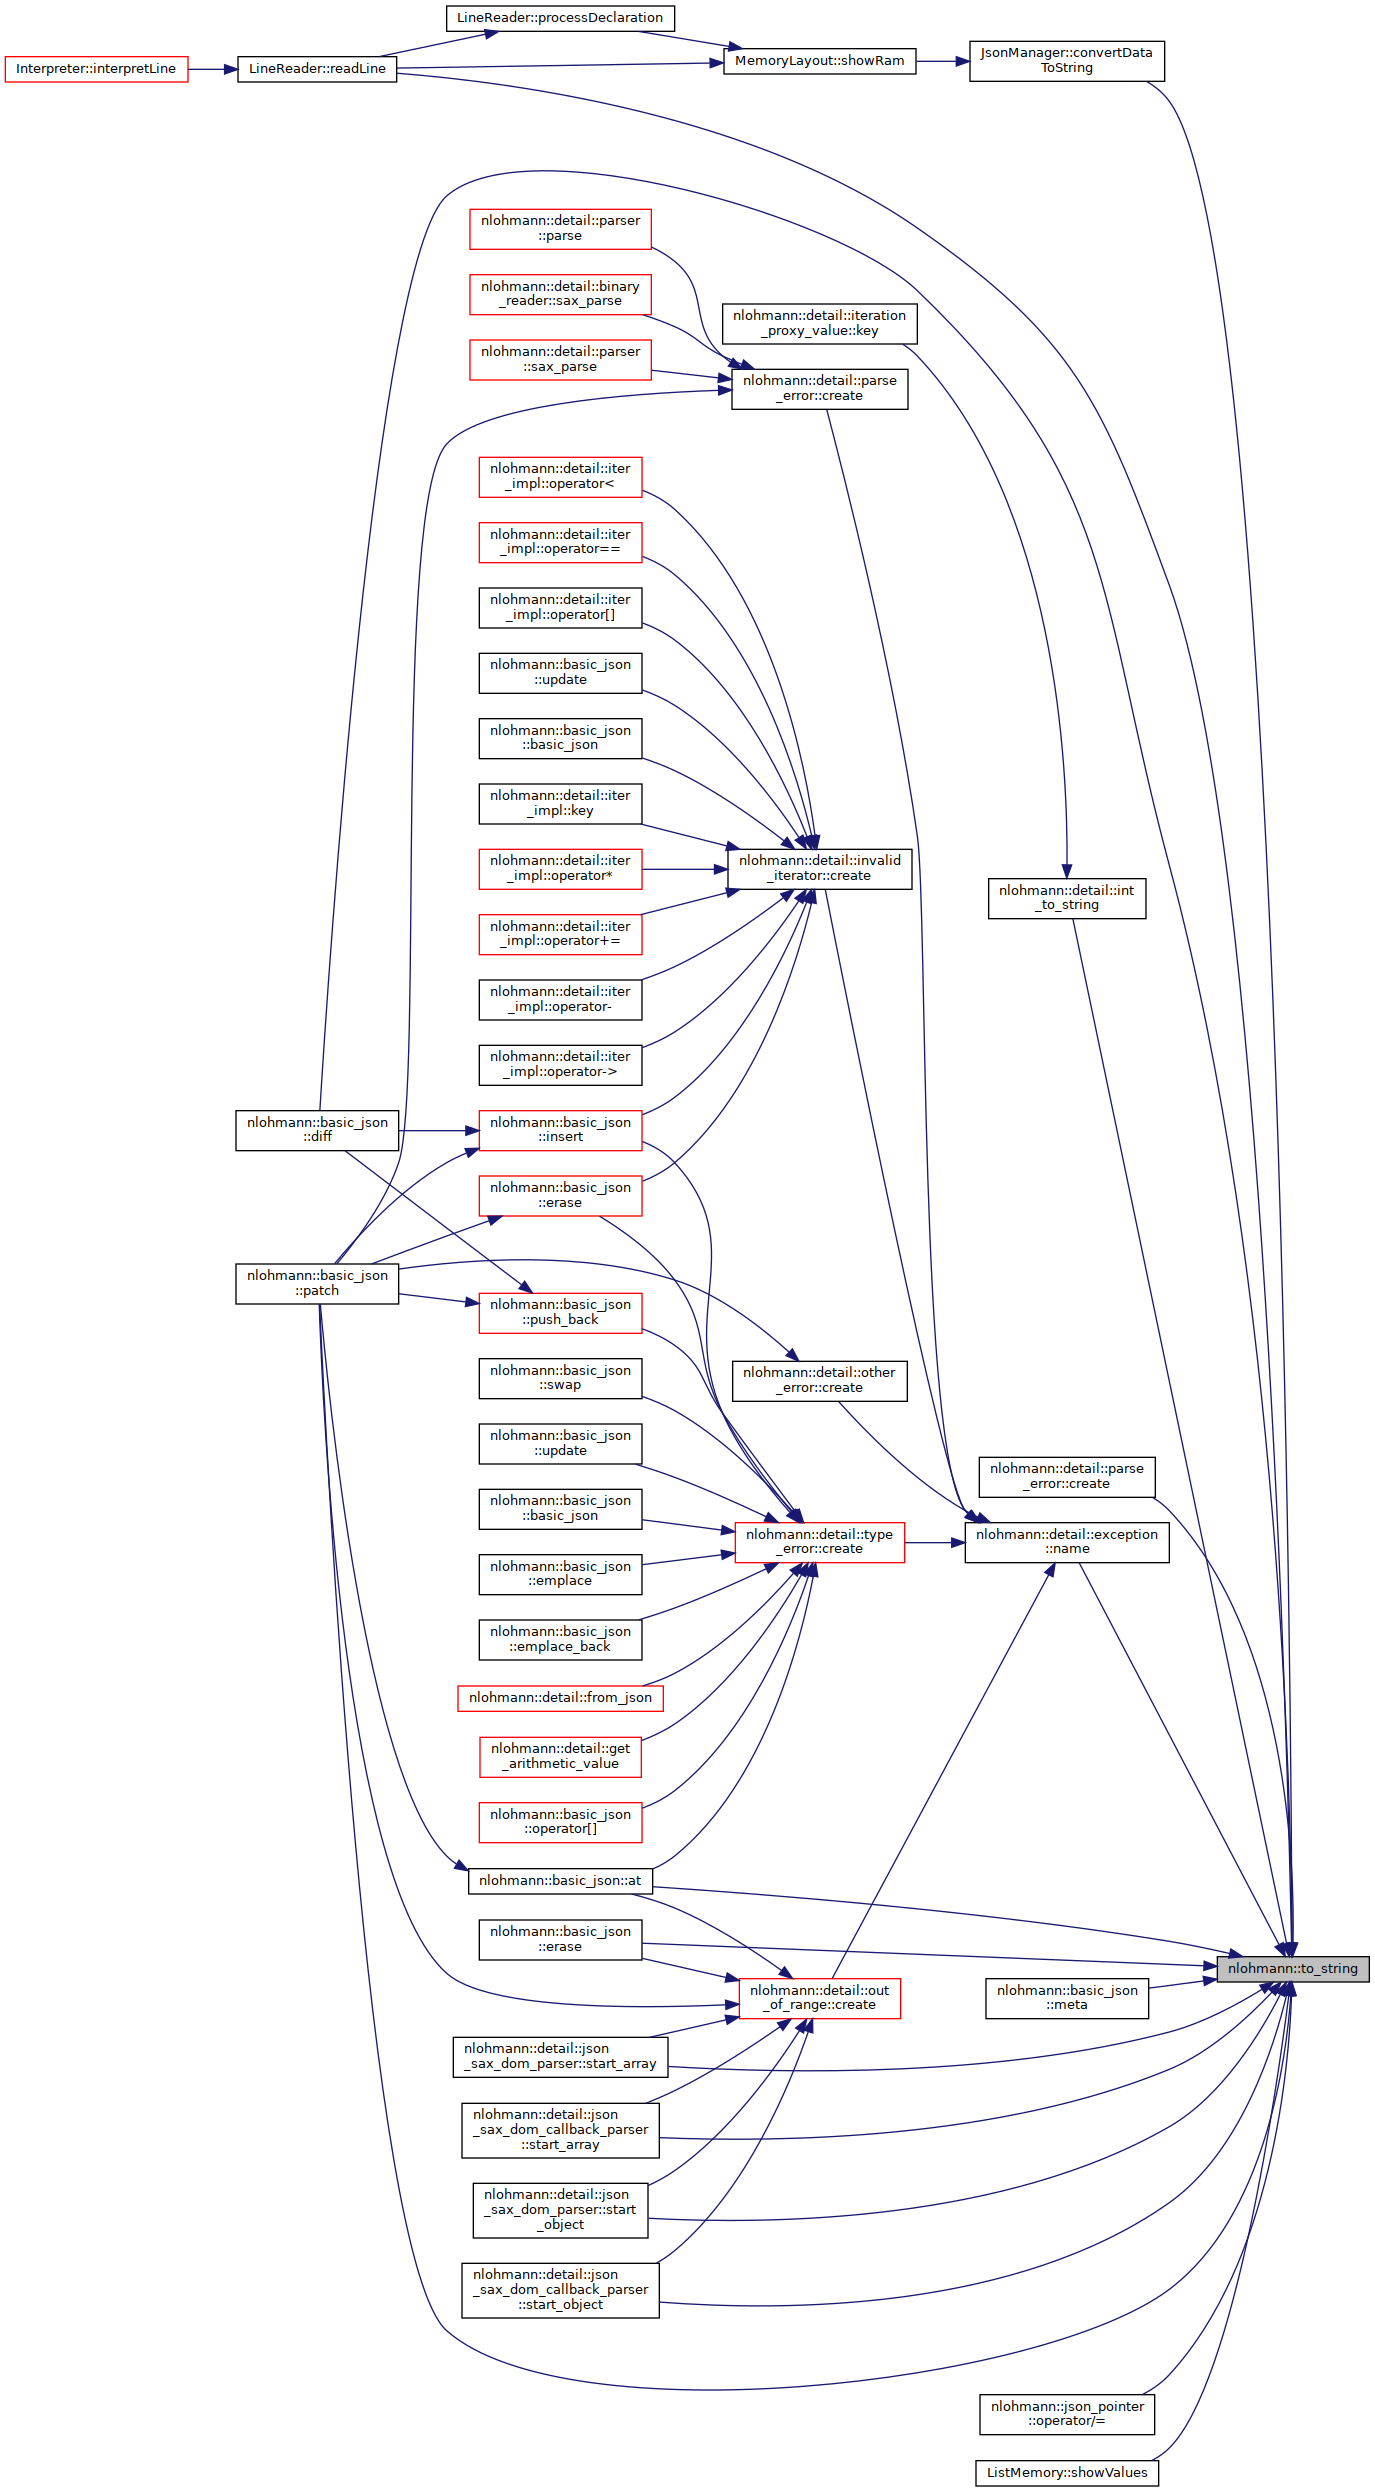 LineReader::processDeclaration
Interpreter::interpretLine
LineReader::readLine
MemoryLayout::showRam
JsonManager::convertData
ToString
nlohmann::detail::parser
::parse
nlohmann::detail::binary
_reader::sax_parse
nlohmann::detail::iteration
_proxy_value::key
nlohmann::detail::parser
::sax_parse
nlohmann::detail::parse
_error::create
nlohmann::detail::iter
_impl::operator<
nlohmann::detail::iter
_impl::operator==
nlohmann::detail::iter
_impl::operator[]
nlohmann::basic_json
::update
nlohmann::basic_json
::basic_json
nlohmann::detail::iter
_impl::key
nlohmann::detail::iter
_impl::operator*
nlohmann::detail::invalid
_iterator::create
nlohmann::detail::int
_to_string
nlohmann::detail::iter
_impl::operator+=
nlohmann::detail::iter
_impl::operator-
nlohmann::detail::iter
_impl::operator->
nlohmann::basic_json
::diff
nlohmann::basic_json
::insert
nlohmann::basic_json
::erase
nlohmann::basic_json
::patch
nlohmann::basic_json
::push_back
nlohmann::basic_json
::swap
nlohmann::detail::other
_error::create
nlohmann::basic_json
::update
nlohmann::detail::parse
_error::create
nlohmann::basic_json
::basic_json
nlohmann::detail::type
_error::create
nlohmann::detail::exception
::name
nlohmann::basic_json
::emplace
nlohmann::basic_json
::emplace_back
nlohmann::detail::from_json
nlohmann::detail::get
_arithmetic_value
nlohmann::basic_json
::operator[]
nlohmann::basic_json::at
nlohmann::basic_json
::erase
nlohmann::to_string
nlohmann::detail::out
_of_range::create
nlohmann::basic_json
::meta
nlohmann::detail::json
_sax_dom_parser::start_array
nlohmann::detail::json
_sax_dom_callback_parser
::start_array
nlohmann::detail::json
_sax_dom_parser::start
_object
nlohmann::detail::json
_sax_dom_callback_parser
::start_object
nlohmann::json_pointer
::operator/=
ListMemory::showValues